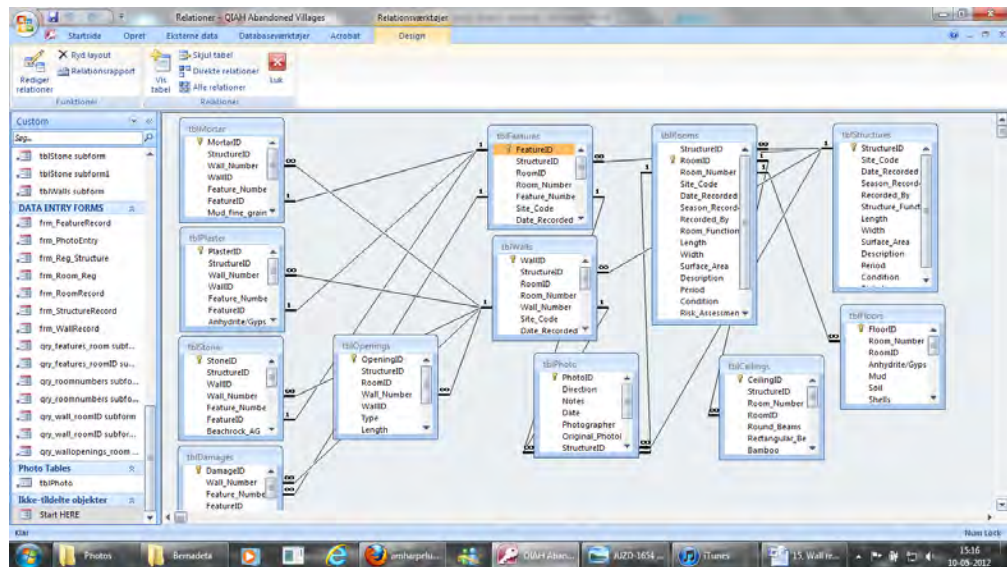 Relationer - QIAH Abandoned Villages
Relationsværktøjer
Startside Opret Eksterne data Databaseværktøjer Acrobat Design
Rediger relationer
Ryd layout
Relationsrapport
Funktioner
Vis tabel
Skjul tabel
Direkte relationer
Alle relationer
Luk
Relationer
Custom
Søg...
tblStone subform
tblStone subform1
tblWalls subform
DATA ENTRY FORMS
frm_FeatureRecord
frm_PhotoEntry
frm_Reg_Structure
frm_Room_Reg
frm_RoomRecord
frm_StructureRecord
frm_WallRecord
qry_features_room subf...
qry_features_roomID su...
qry_roomnumbers subfo...
qry_roomnumbers subfo...
qry_wall_roomID subform
qry_wall_roomID subfor...
qry_wallopenings_room ...
Photo Tables
tblPhoto
Ikke-tildelte objekter
Start HERE
tblMortar
MortarID
StructureID
Wall_Number
WallID
Feature_Numbe
FeatureID
Mud_fine_grain
tblPlaster
PlasterID
StructureID
Wall_Number
WallID
Feature_Numbe
FeatureID
Anhydrite/Gyps
tblStone
StoneID
StructureID
WallID
Wall_Number
Feature_Numbe
FeatureID
Beachrock_AG
tblDamages
DamageID
Wall_Number
Feature_Numbe
FeatureID
tblOpenings
OpeningID
StructureID
RoomID
Wall_Number
WallID
Type
Length
tblFeatures
FeatureID
StructureID
RoomID
Room_Number
Feature_Numbe
Site_Code
Date_Recorded
tblWalls
WallID
StructureID
RoomID
Room_Number
Wall_Number
Site_Code
Date_Recorded
tblPhoto
PhotoID
Direction
Notes
Date
Photographer
Original_PhotoI
StructureID
tblRooms
StructureID
RoomID
Room_Number
Site_Code
Date_Recorded
Season_Record
Recorded_By
Room_Function
Length
Width
Surface_Area
Description
Period
Condition
Risk_Assessmen
tblCeilings
CeilingID
StructureID
Room_Number
RoomID
Round_Beams
Rectangular_Be
Bamboo
tblStructures
StructureID
Site_Code
Date_Recorded
Season_Record
Recorded_By
Structure_Funct
Length
Width
Surface_Area
Description
Period
Condition
tblFloors
FloorID
Room_Number
RoomID
Anhydrite/Gyps
Mud
Soil
Shells
Klar
Num Lock
Photos
Bernadeta
amharpelu...
QIAH Aban...
JUZO-1654 ...
iTunes
15. Wall re...
15:16
10-05-2012